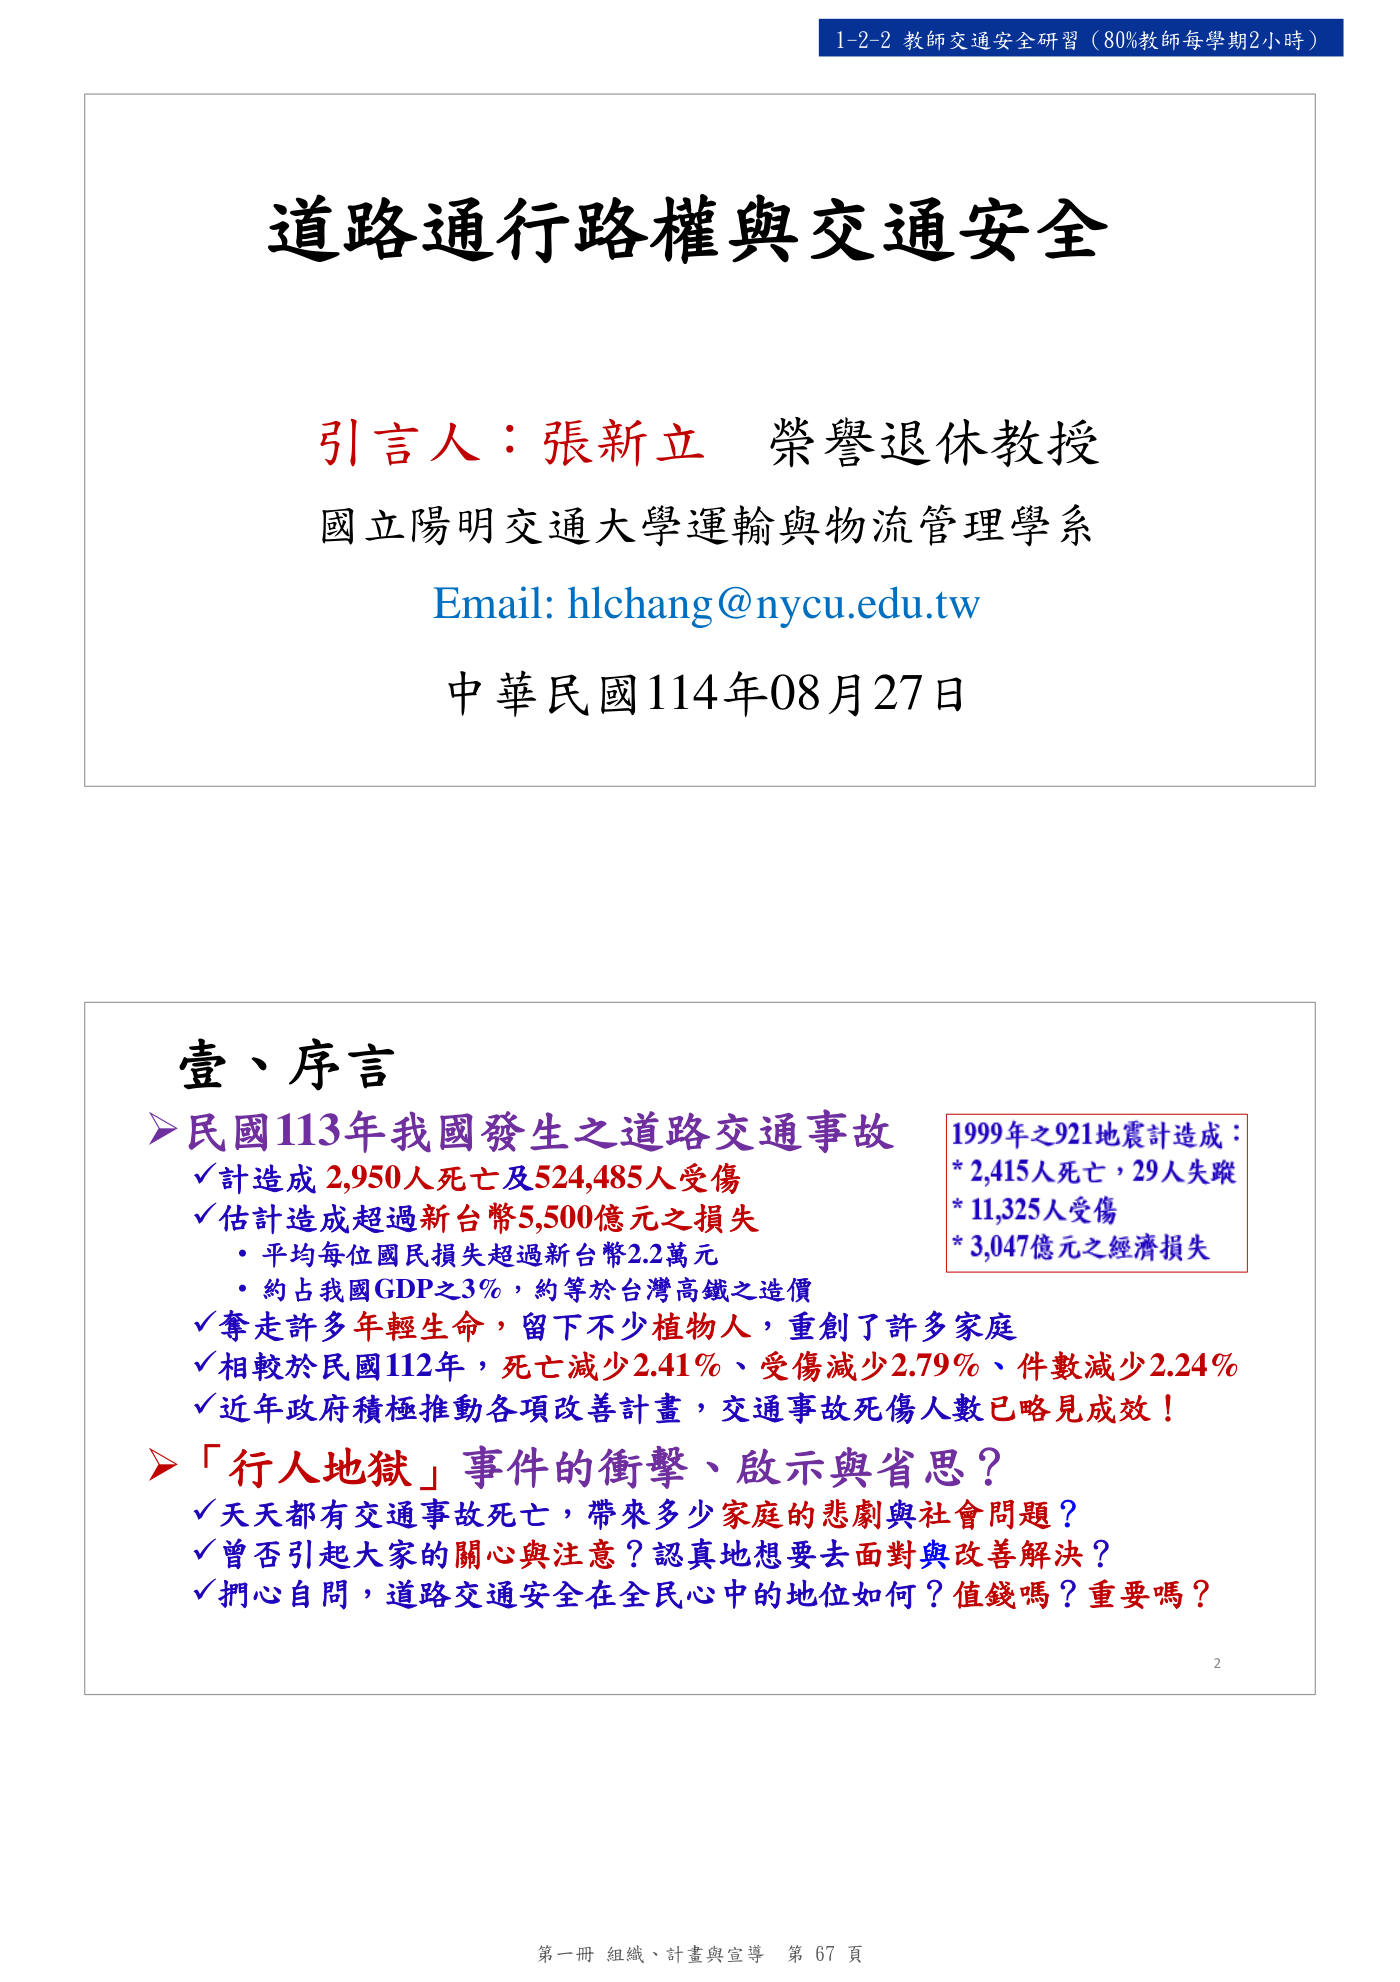 1-2-2 教師交通安全研習（80%教師每學期2小時）
道路通行路權與交通安全
引言人：張新立　榮譽退休教授
國立陽明交通大學運輸與物流管理學系
Email: hlchang@nycu.edu.tw
中華民國114年08月27日
壹、序言
➢民國113年我國發生之道路交通事故
✓計造成 2,950人死亡及524,485人受傷
✓估計造成超過新台幣5,500億元之損失
• 平均每位國民損失超過新台幣2.2萬元
• 約占我國GDP之3%，約等於台灣高鐵之造價
1999年之921地震計造成：
* 2,415人死亡，29人失蹤
* 11,325人受傷
* 3,047億元之經濟損失
✓奪走許多年輕生命，留下不少植物人，重創了許多家庭
✓相較於民國112年，死亡減少2.41%、受傷減少2.79%、件數減少2.24%
✓近年政府積極推動各項改善計畫，交通事故死傷人數已略見成效！
➢「行人地獄」事件的衝擊、啟示與省思？
✓天天都有交通事故死亡，帶來多少家庭的悲劇與社會問題？
✓曾否引起大家的關心與注意？認真地想要去面對與改善解決？
✓捫心自問，道路交通安全在全民心中的地位如何？值錢嗎？重要嗎？
2
第一冊 組織、計畫與宣導　第 67 頁